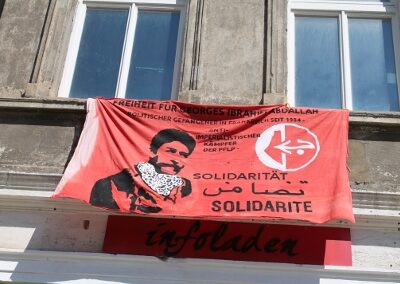 FREIHEIT FÜR GEORGES IBRAHIM ABDALLAH
POLITISCHER GEFANGENER IN FRANKREICH SEIT 1984 -
ANTI-
IMPERIALISTISCHER
KÄMPFER
DER PFLP -
SOLIDARITÄT
تضامن
SOLIDARITE
infoladen